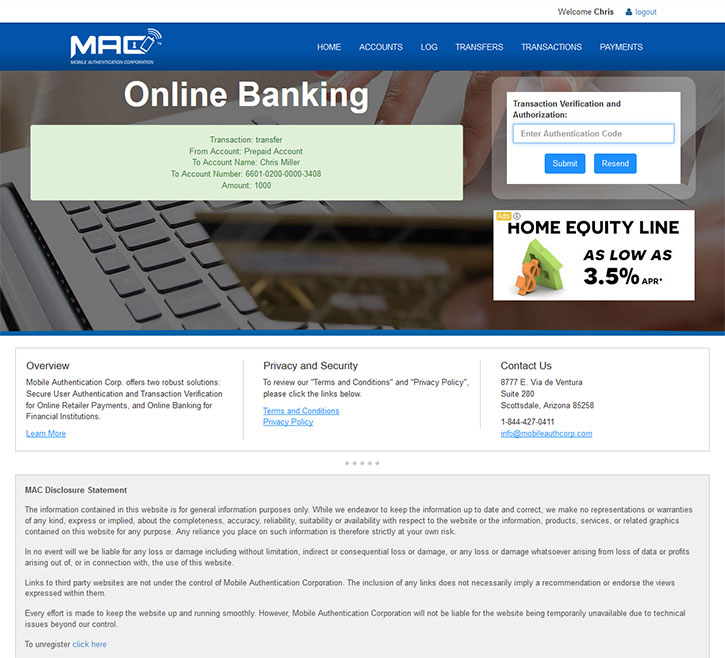 Welcome Chris logout
MAC™
MOBILE AUTHENTICATION CORPORATION
HOME ACCOUNTS LOG TRANSFERS TRANSACTIONS PAYMENTS
Online Banking
Transaction: transfer
From Account: Prepaid Account
To Account Name: Chris Miller
To Account Number: 6601-0200-0000-3408
Amount: 1000
Transaction Verification and
Authorization:
Enter Authentication Code
Submit Resend
Ads
HOME EQUITY LINE
AS LOW AS
3.5% APR*
Overview
Mobile Authentication Corp. offers two robust solutions:
Secure User Authentication and Transaction Verification
for Online Retailer Payments, and Online Banking for
Financial Institutions.
Learn More
Privacy and Security
To review our "Terms and Conditions" and "Privacy Policy",
please click the links below.
Terms and Conditions
Privacy Policy
Contact Us
8777 E. Via de Ventura
Suite 280
Scottsdale, Arizona 85258
1-844-427-0411
info@mobileauthcorp.com
MAC Disclosure Statement
The information contained in this website is for general information purposes only. While we endeavor to keep the information up to date and correct, we make no representations or warranties
of any kind, express or implied, about the completeness, accuracy, reliability, suitability or availability with respect to the website or the information, products, services, or related graphics
contained on this website for any purpose. Any reliance you place on such information is therefore strictly at your own risk.
In no event will we be liable for any loss or damage including without limitation, indirect or consequential loss or damage, or any loss or damage whatsoever arising from loss of data or profits
arising out of, or in connection with, the use of this website.
Links to third party websites are not under the control of Mobile Authentication Corporation. The inclusion of any links does not necessarily imply a recommendation or endorse the views
expressed within them.
Every effort is made to keep the website up and running smoothly. However, Mobile Authentication Corporation will not be liable for the website being temporarily unavailable due to technical
issues beyond our control.
To unregister click here